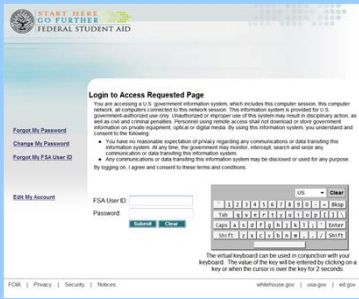 START HERE
GO FURTHER
FEDERAL STUDENT AID
Login to Access Requested Page
You are accessing a U.S. government information system, which includes this computer session, this computer
network, all computers connected to this network session. This information system is provided for U.S.
government-authorized use only. Unauthorized or improper use of this system may result in disciplinary action, as
well as civil and criminal penalties. Personnel using remote access shall not download or store government
information on private equipment, optical or digital media. By using this information system, you understand and
consent to the following:
• You have no reasonable expectation of privacy regarding any communications or data transiting this
information system. At any time, the government may monitor, intercept, search and seize any
communication or data transiting this information system.
• Any communications or data transiting this information system may be disclosed or used for any purpose.
By logging on, I agree and consent to these terms and conditions.
Forgot My Password
Change My Password
Forgot My FSA User ID
Edit My Account
FSA User ID:
Password:
Submit Clear
US Clear
` 1 2 3 4 5 6 7 8 9 0 - = Bksp
Tab q w e r t y u i o p [ ] \
Caps a s d f g h j k l ; ' Enter
Shift z x c v b n m , . / Shift
The virtual keyboard can be used in conjunction with your
keyboard. The value of the key will be entered by clicking on a
key or when the cursor is over the key for 2 seconds.
FOIA | Privacy | Security | Notices
whitehouse.gov | usa.gov | ed.gov